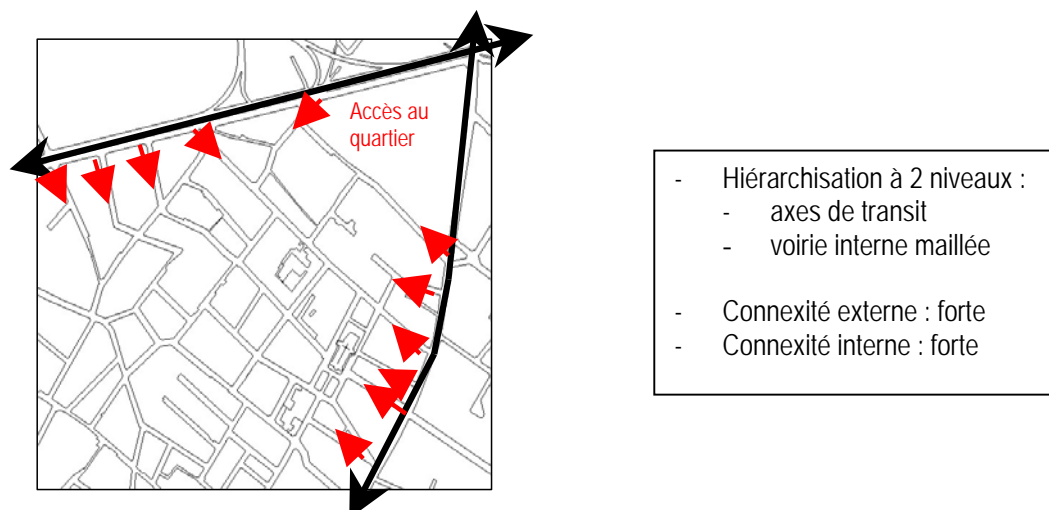 Accès au
quartier
- Hiérarchisation à 2 niveaux :
- axes de transit
- voirie interne maillée
- Connexité externe : forte
- Connexité interne : forte